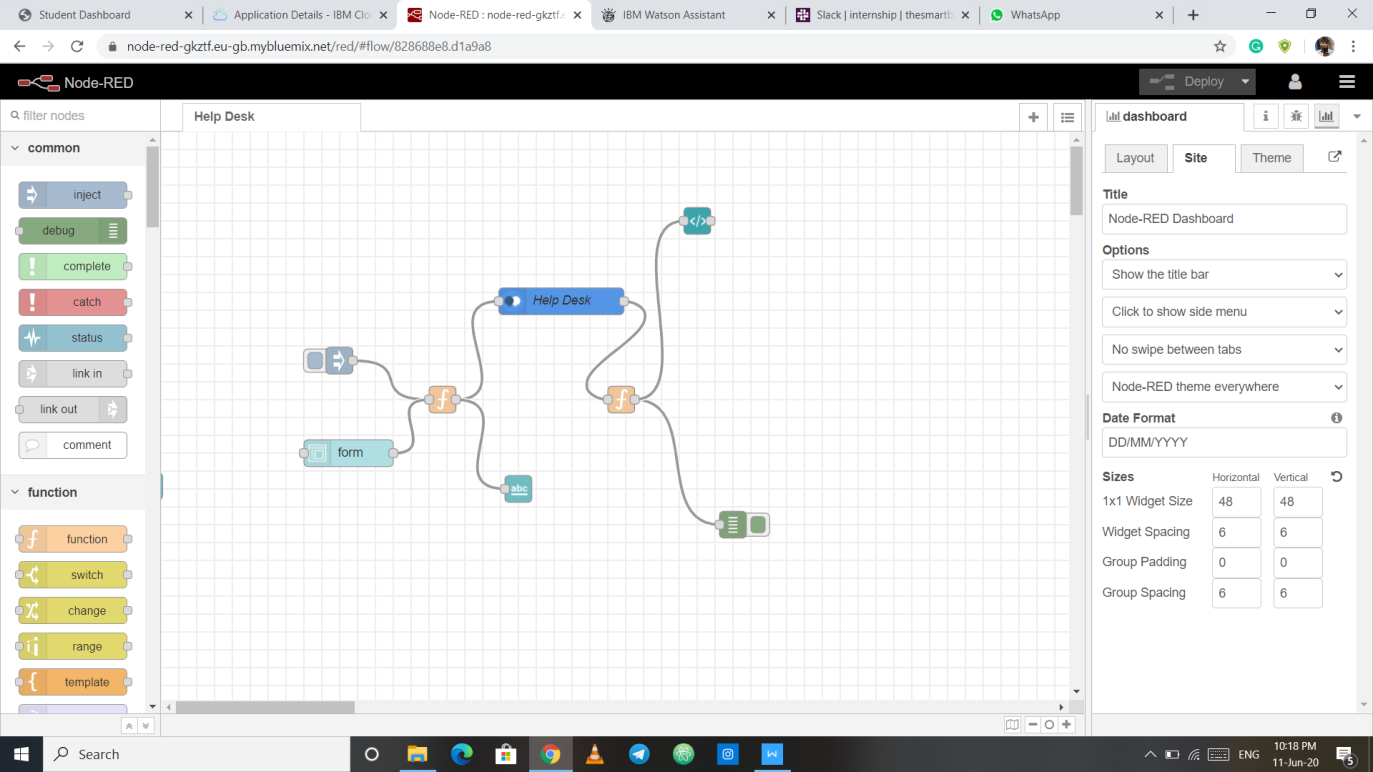 Student Dashboard
Application Details - IBM Clo
Node-RED : node-red-gkztf.e
IBM Watson Assistant
Slack | internship | thesmartb
WhatsApp
node-red-gkztf.eu-gb.mybluemix.net/red/#flow/828688e8.d1a9a8
Node-RED
Deploy
filter nodes
Help Desk
dashboard
common
inject
debug
complete
catch
status
link in
link out
comment
function
function
switch
change
range
template
Help Desk
form
abc
Layout
Site
Theme
Title
Node-RED Dashboard
Options
Show the title bar
Click to show side menu
No swipe between tabs
Node-RED theme everywhere
Date Format
DD/MM/YYYY
Sizes Horizontal Vertical
1x1 Widget Size 48 48
Widget Spacing 6 6
Group Padding 0 0
Group Spacing 6 6
Search
ENG
10:18 PM
11-Jun-20
5